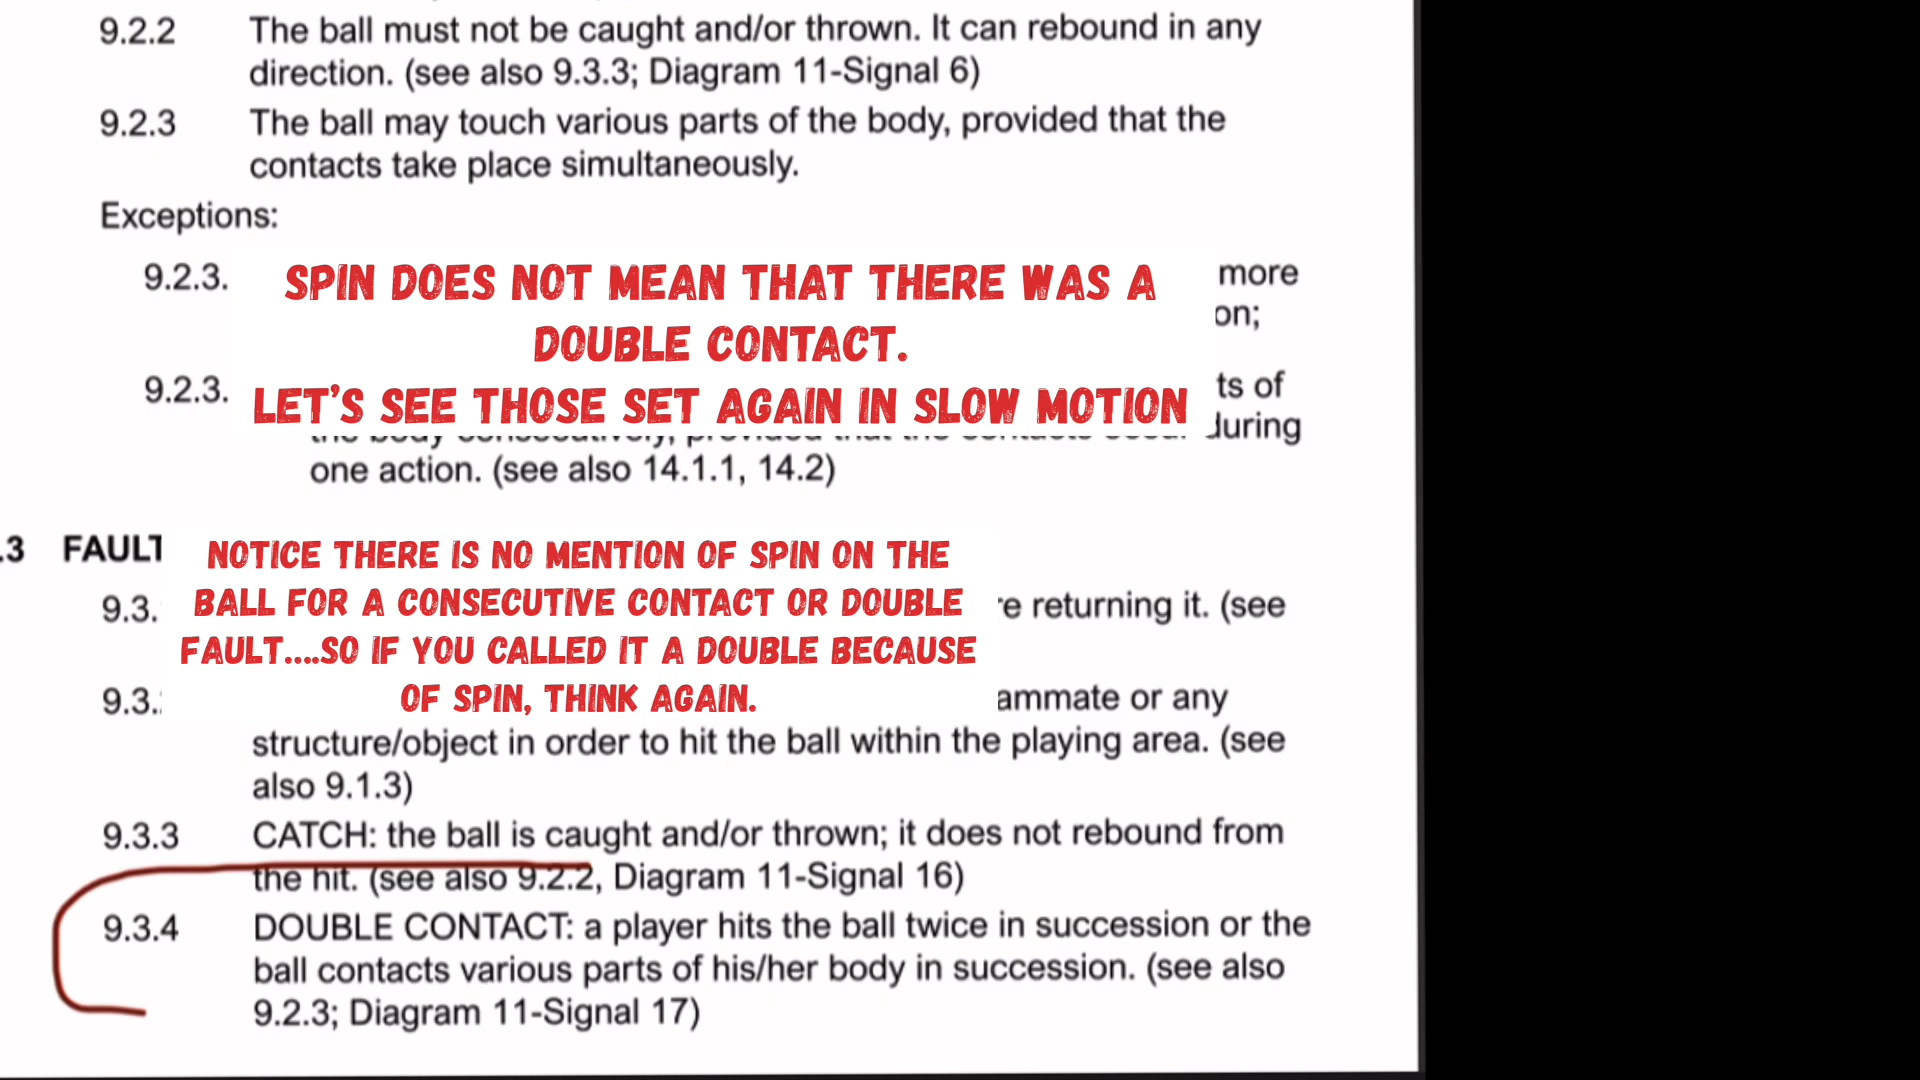 9.2.2 The ball must not be caught and/or thrown. It can rebound in any
direction. (see also 9.3.3; Diagram 11-Signal 6)
9.2.3 The ball may touch various parts of the body, provided that the
contacts take place simultaneously.
Exceptions:
9.2.3. more
on;
SPIN DOES NOT MEAN THAT THERE WAS A
DOUBLE CONTACT.
LET'S SEE THOSE SET AGAIN IN SLOW MOTION
9.2.3. ts of
during
one action. (see also 14.1.1, 14.2)
.3 FAULT
NOTICE THERE IS NO MENTION OF SPIN ON THE
BALL FOR A CONSECUTIVE CONTACT OR DOUBLE
FAULT....SO IF YOU CALLED IT A DOUBLE BECAUSE
OF SPIN, THINK AGAIN.
9.3. re returning it. (see
9.3. ammate or any
structure/object in order to hit the ball within the playing area. (see
also 9.1.3)
9.3.3 CATCH: the ball is caught and/or thrown; it does not rebound from
the hit. (see also 9.2.2, Diagram 11-Signal 16)
9.3.4 DOUBLE CONTACT: a player hits the ball twice in succession or the
ball contacts various parts of his/her body in succession. (see also
9.2.3; Diagram 11-Signal 17)